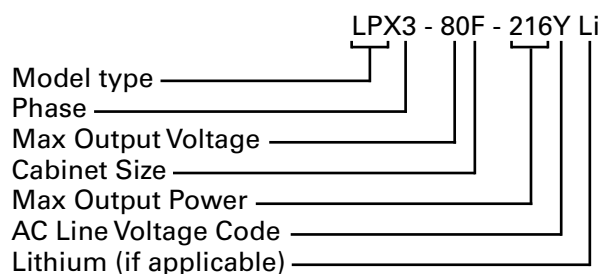 LPX3 - 80F - 216Y Li
Model type
Phase
Max Output Voltage
Cabinet Size
Max Output Power
AC Line Voltage Code
Lithium (if applicable)